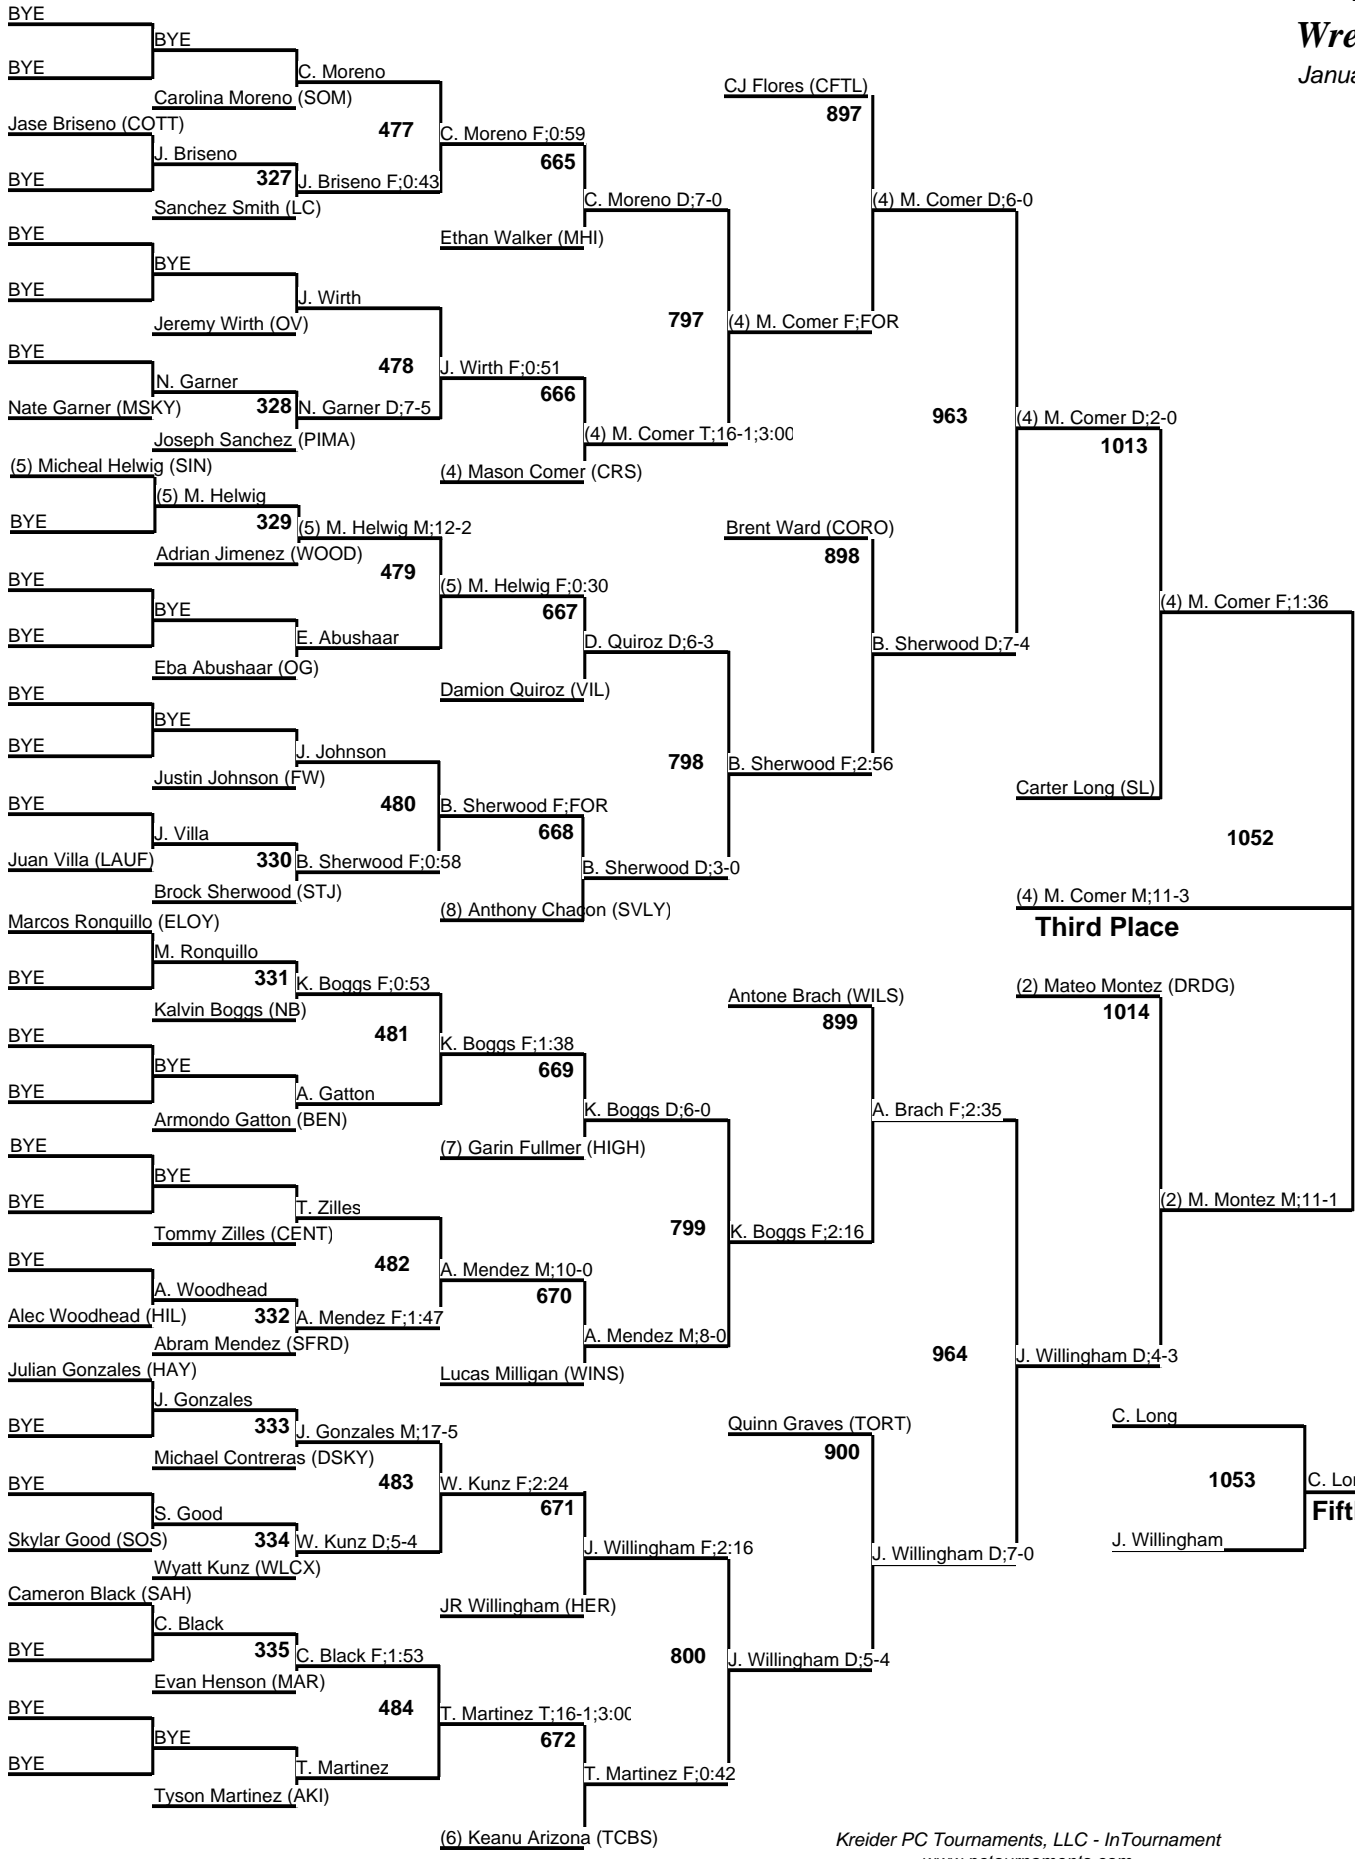 BYE
Wre
BYE
Janua
BYE
C. Moreno
CJ Flores (CFTL)
Carolina Moreno (SOM)
897
Jase Briseno (COTT)
477
C. Moreno F;0:59
J. Briseno
665
BYE
327
J. Briseno F;0:43
C. Moreno D;7-0
(4) M. Comer D;6-0
Sanchez Smith (LC)
BYE
Ethan Walker (MHI)
BYE
BYE
J. Wirth
Jeremy Wirth (OV)
797
(4) M. Comer F;FOR
BYE
478
J. Wirth F;0:51
N. Garner
666
Nate Garner (MSKY)
328
N. Garner D;7-5
963
(4) M. Comer D;2-0
Joseph Sanchez (PIMA)
(4) M. Comer T;16-1;3:00
1013
(5) Micheal Helwig (SIN)
(4) Mason Comer (CRS)
(5) M. Helwig
BYE
329
(5) M. Helwig M;12-2
Brent Ward (CORO)
Adrian Jimenez (WOOD)
898
BYE
479
(5) M. Helwig F;0:30
BYE
667
(4) M. Comer F;1:36
BYE
E. Abushaar
D. Quiroz D;6-3
B. Sherwood D;7-4
Eba Abushaar (OG)
BYE
Damion Quiroz (VIL)
BYE
BYE
J. Johnson
Justin Johnson (FW)
798
B. Sherwood F;2:56
Carter Long (SL)
BYE
480
B. Sherwood F;FOR
J. Villa
668
1052
Juan Villa (LAUF)
330
B. Sherwood F;0:58
B. Sherwood D;3-0
Brock Sherwood (STJ)
(4) M. Comer M;11-3
Marcos Ronquillo (ELOY)
(8) Anthony Chacon (SVLY)
Third Place
M. Ronquillo
BYE
331
K. Boggs F;0:53
Antone Brach (WILS)
(2) Mateo Montez (DRDG)
Kalvin Boggs (NB)
899
1014
BYE
481
K. Boggs F;1:38
BYE
669
BYE
A. Gatton
K. Boggs D;6-0
A. Brach F;2:35
Armondo Gatton (BEN)
BYE
(7) Garin Fullmer (HIGH)
BYE
BYE
T. Zilles
(2) M. Montez M;11-1
Tommy Zilles (CENT)
799
K. Boggs F;2:16
BYE
482
A. Mendez M;10-0
A. Woodhead
670
Alec Woodhead (HIL)
332
A. Mendez F;1:47
A. Mendez M;8-0
Abram Mendez (SFRD)
964
J. Willingham D;4-3
Julian Gonzales (HAY)
Lucas Milligan (WINS)
J. Gonzales
C. Long
BYE
333
J. Gonzales M;17-5
Quinn Graves (TORT)
Michael Contreras (DSKY)
900
BYE
483
W. Kunz F;2:24
1053
C. Lo
S. Good
671
Fift
Skylar Good (SOS)
334
W. Kunz D;5-4
J. Willingham F;2:16
J. Willingham D;7-0
J. Willingham
Wyatt Kunz (WLCX)
Cameron Black (SAH)
JR Willingham (HER)
C. Black
BYE
335
C. Black F;1:53
800
J. Willingham D;5-4
Evan Henson (MAR)
BYE
484
T. Martinez T;16-1;3:00
BYE
672
BYE
T. Martinez
T. Martinez F;0:42
Tyson Martinez (AKI)
(6) Keanu Arizona (TCBS)
Kreider PC Tournaments, LLC - InTournament